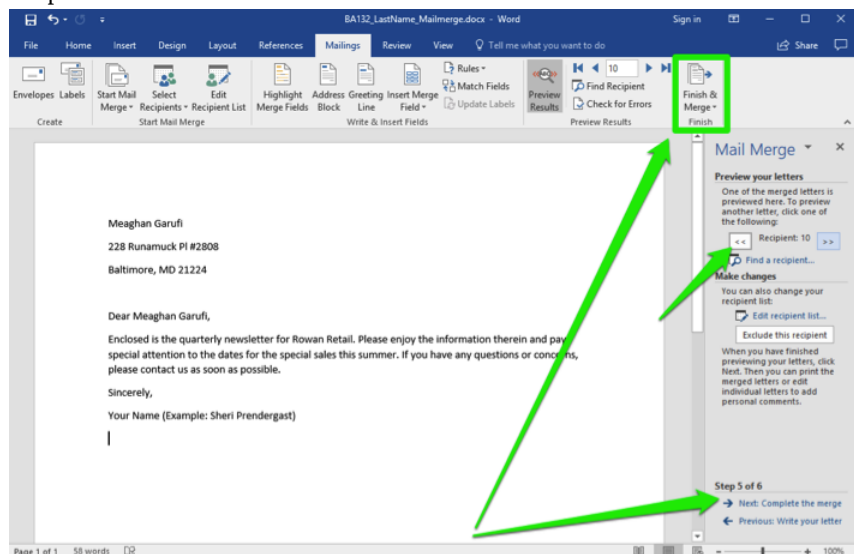 BA132_LastName_Mailmerge.docx - Word
Sign in
File Home Insert Design Layout References Mailings Review View Tell me what you want to do Share
Envelopes Labels
Create
Start Mail Merge Select Recipients Edit Recipient List
Start Mail Merge
Highlight Merge Fields Address Block Greeting Line Insert Merge Field
Rules
Match Fields
Update Labels
Write & Insert Fields
Preview Results
10
Find Recipient
Check for Errors
Preview Results
Finish & Merge
Finish
Meaghan Garufi
228 Runamuck Pl #2808
Baltimore, MD 21224
Dear Meaghan Garufi,
Enclosed is the quarterly newsletter for Rowan Retail. Please enjoy the information therein and pay
special attention to the dates for the special sales this summer. If you have any questions or concerns,
please contact us as soon as possible.
Sincerely,
Your Name (Example: Sheri Prendergast)
Mail Merge
Preview your letters
One of the merged letters is
previewed here. To preview
another letter, click one of
the following:
<< Recipient: 10 >>
Find a recipient...
Make changes
You can also change your
recipient list:
Edit recipient list...
Exclude this recipient
When you have finished
previewing your letters, click
Next. Then you can print the
merged letters or edit
individual letters to add
personal comments.
Step 5 of 6
Next: Complete the merge
Previous: Write your letter
Page 1 of 1 58 words
100%